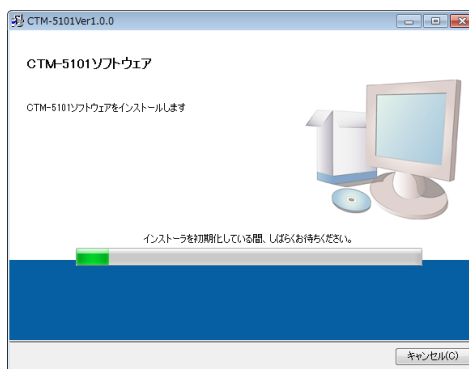 CTM-5101Ver1.0.0
CTM-5101ソフトウェア
CTM-5101ソフトウェアをインストールします
インストーラを初期化している間、しばらくお待ちください。
キャンセル(C)